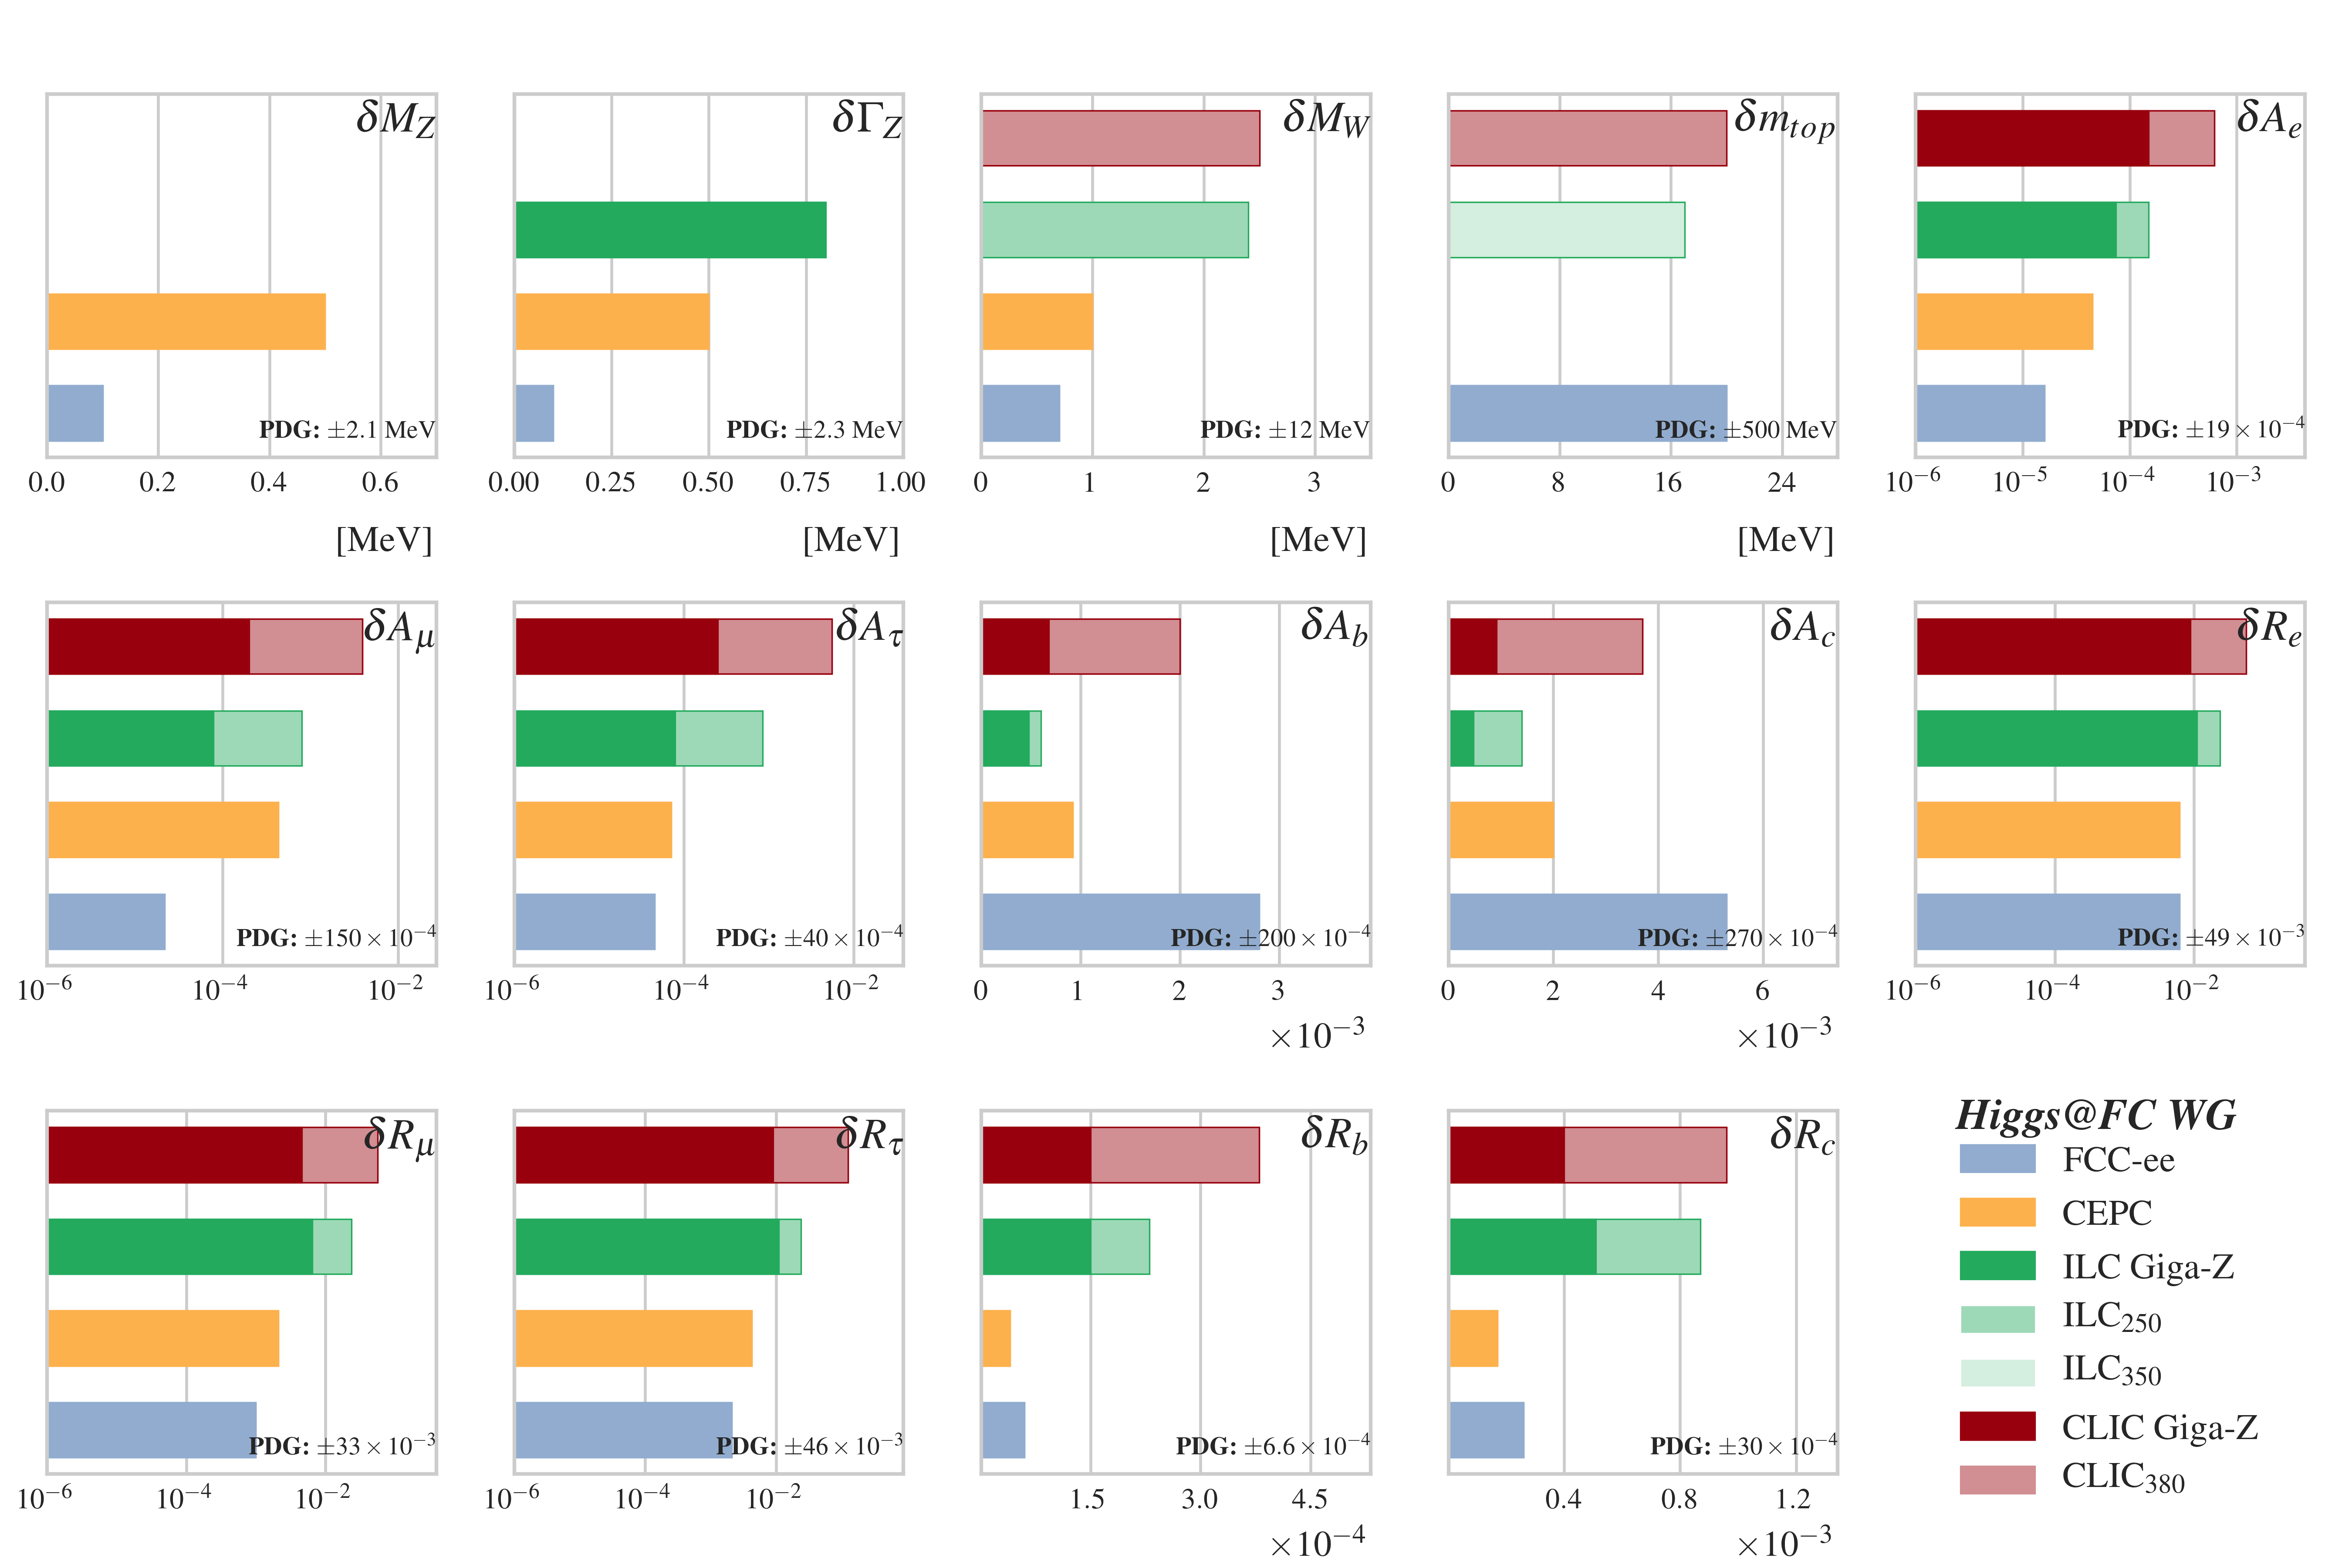 δM_Z
PDG: ±2.1 MeV
0.0 0.2 0.4 0.6
[MeV]
δΓ_Z
PDG: ±2.3 MeV
0.00 0.25 0.50 0.75 1.00
[MeV]
δM_W
PDG: ±12 MeV
0 1 2 3
[MeV]
δm_{top}
PDG: ±500 MeV
0 8 16 24
[MeV]
δA_e
PDG: ±19 × 10^{−4}
10^{−6} 10^{−5} 10^{−4} 10^{−3}
δA_μ
PDG: ±150 × 10^{−4}
10^{−6} 10^{−4} 10^{−2}
δA_τ
PDG: ±40 × 10^{−4}
10^{−6} 10^{−4} 10^{−2}
δA_b
PDG: ±200 × 10^{−4}
0 1 2 3
×10^{−3}
δA_c
PDG: ±270 × 10^{−4}
0 2 4 6
×10^{−3}
δR_e
PDG: ±49 × 10^{−3}
10^{−6} 10^{−4} 10^{−2}
δR_μ
PDG: ±33 × 10^{−3}
10^{−6} 10^{−4} 10^{−2}
δR_τ
PDG: ±46 × 10^{−3}
10^{−6} 10^{−4} 10^{−2}
δR_b
PDG: ±6.6 × 10^{−4}
1.5 3.0 4.5
×10^{−4}
δR_c
PDG: ±30 × 10^{−4}
0.4 0.8 1.2
×10^{−3}
Higgs@FC WG
FCC-ee
CEPC
ILC Giga-Z
ILC_{250}
ILC_{350}
CLIC Giga-Z
CLIC_{380}